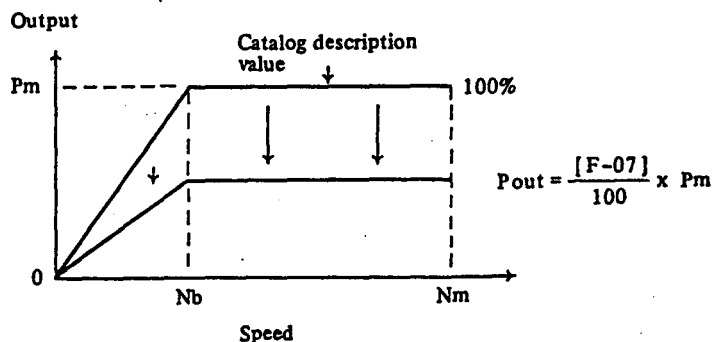 Output
Catalog description
value
Pm
100%
Pout = [F-07] / 100 x Pm
0
Nb
Nm
Speed